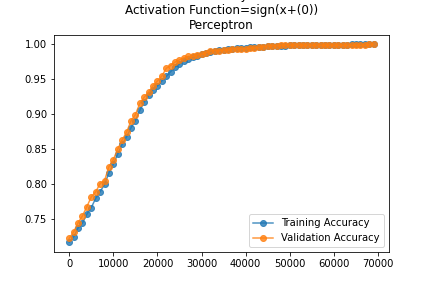 Activation Function=sign(x+(0))
Perceptron
1.00
0.95
0.90
0.85
0.80
0.75
Training Accuracy
Validation Accuracy
0 10000 20000 30000 40000 50000 60000 70000